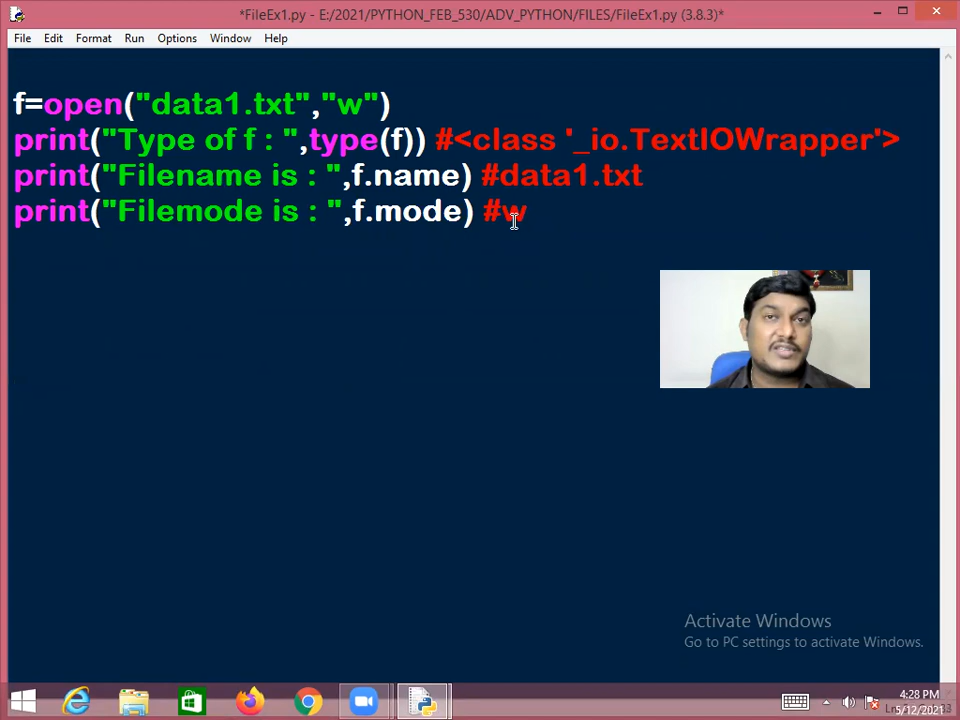 *FileEx1.py - E:/2021/PYTHON_FEB_530/ADV_PYTHON/FILES/FileEx1.py (3.8.3)*
File Edit Format Run Options Window Help
f=open("data1.txt","w")
print("Type of f : ",type(f)) #<class '_io.TextIOWrapper'>
print("Filename is : ",f.name) #data1.txt
print("Filemode is : ",f.mode) #w
Activate Windows
Go to PC settings to activate Windows.
4:28 PM
5/12/2021